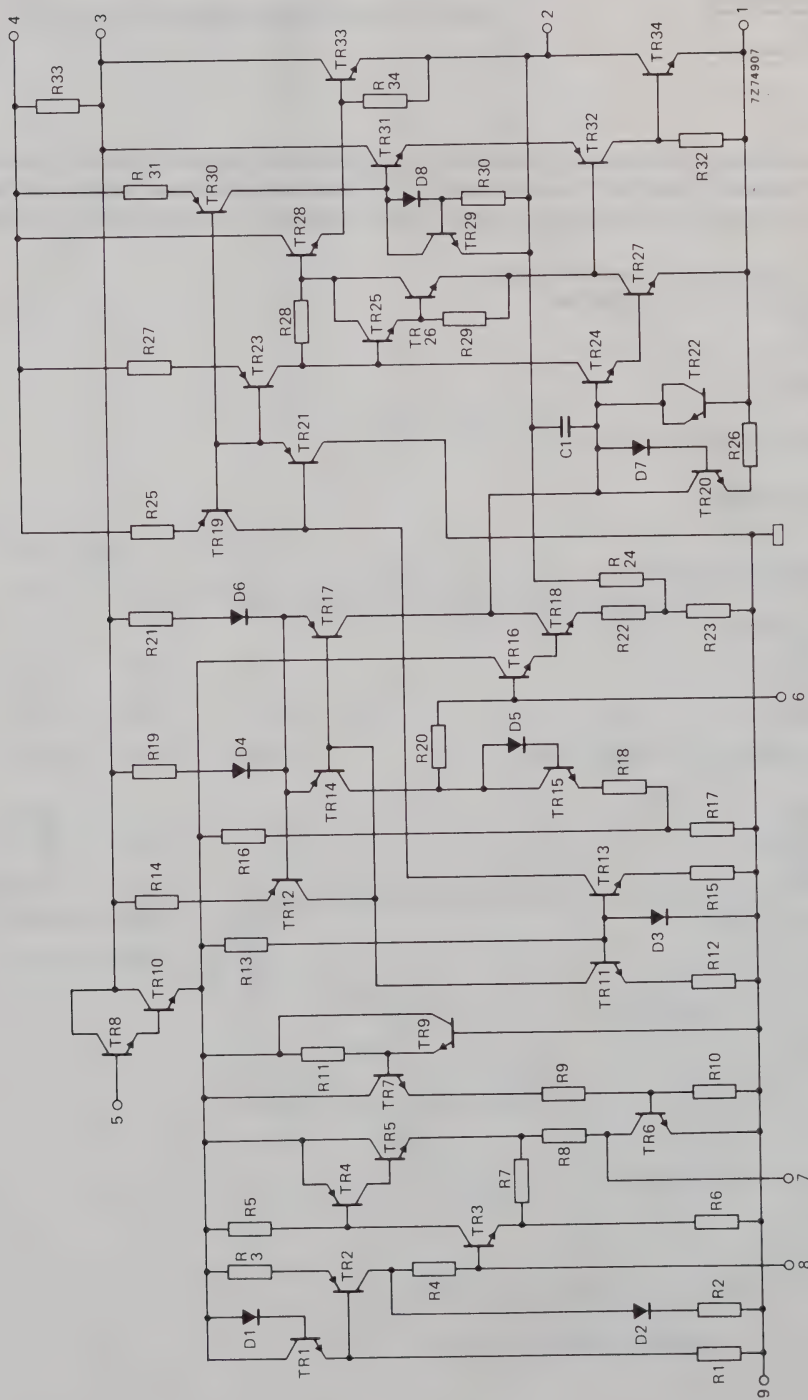 4
3
R33
TR33
R
34
2
TR34
1
7Z74907
R
31
TR30
TR31
D8
TR29
R30
TR32
R32
TR28
R27
R28
TR23
TR25
TR
26
R29
TR27
TR24
TR22
R25
TR19
TR21
C1
D7
TR20
R26
R21
D6
TR17
R
24
TR18
R22
R23
TR16
R19
D4
TR14
R20
D5
TR15
R18
R17
6
R14
TR12
R16
TR13
R15
D3
TR8
TR10
5
R13
TR11
R12
TR9
R11
TR7
R9
R10
TR4
TR5
R8
TR6
7
R5
R7
TR3
R6
R
3
TR2
R4
8
D1
TR1
D2
R2
R1
9